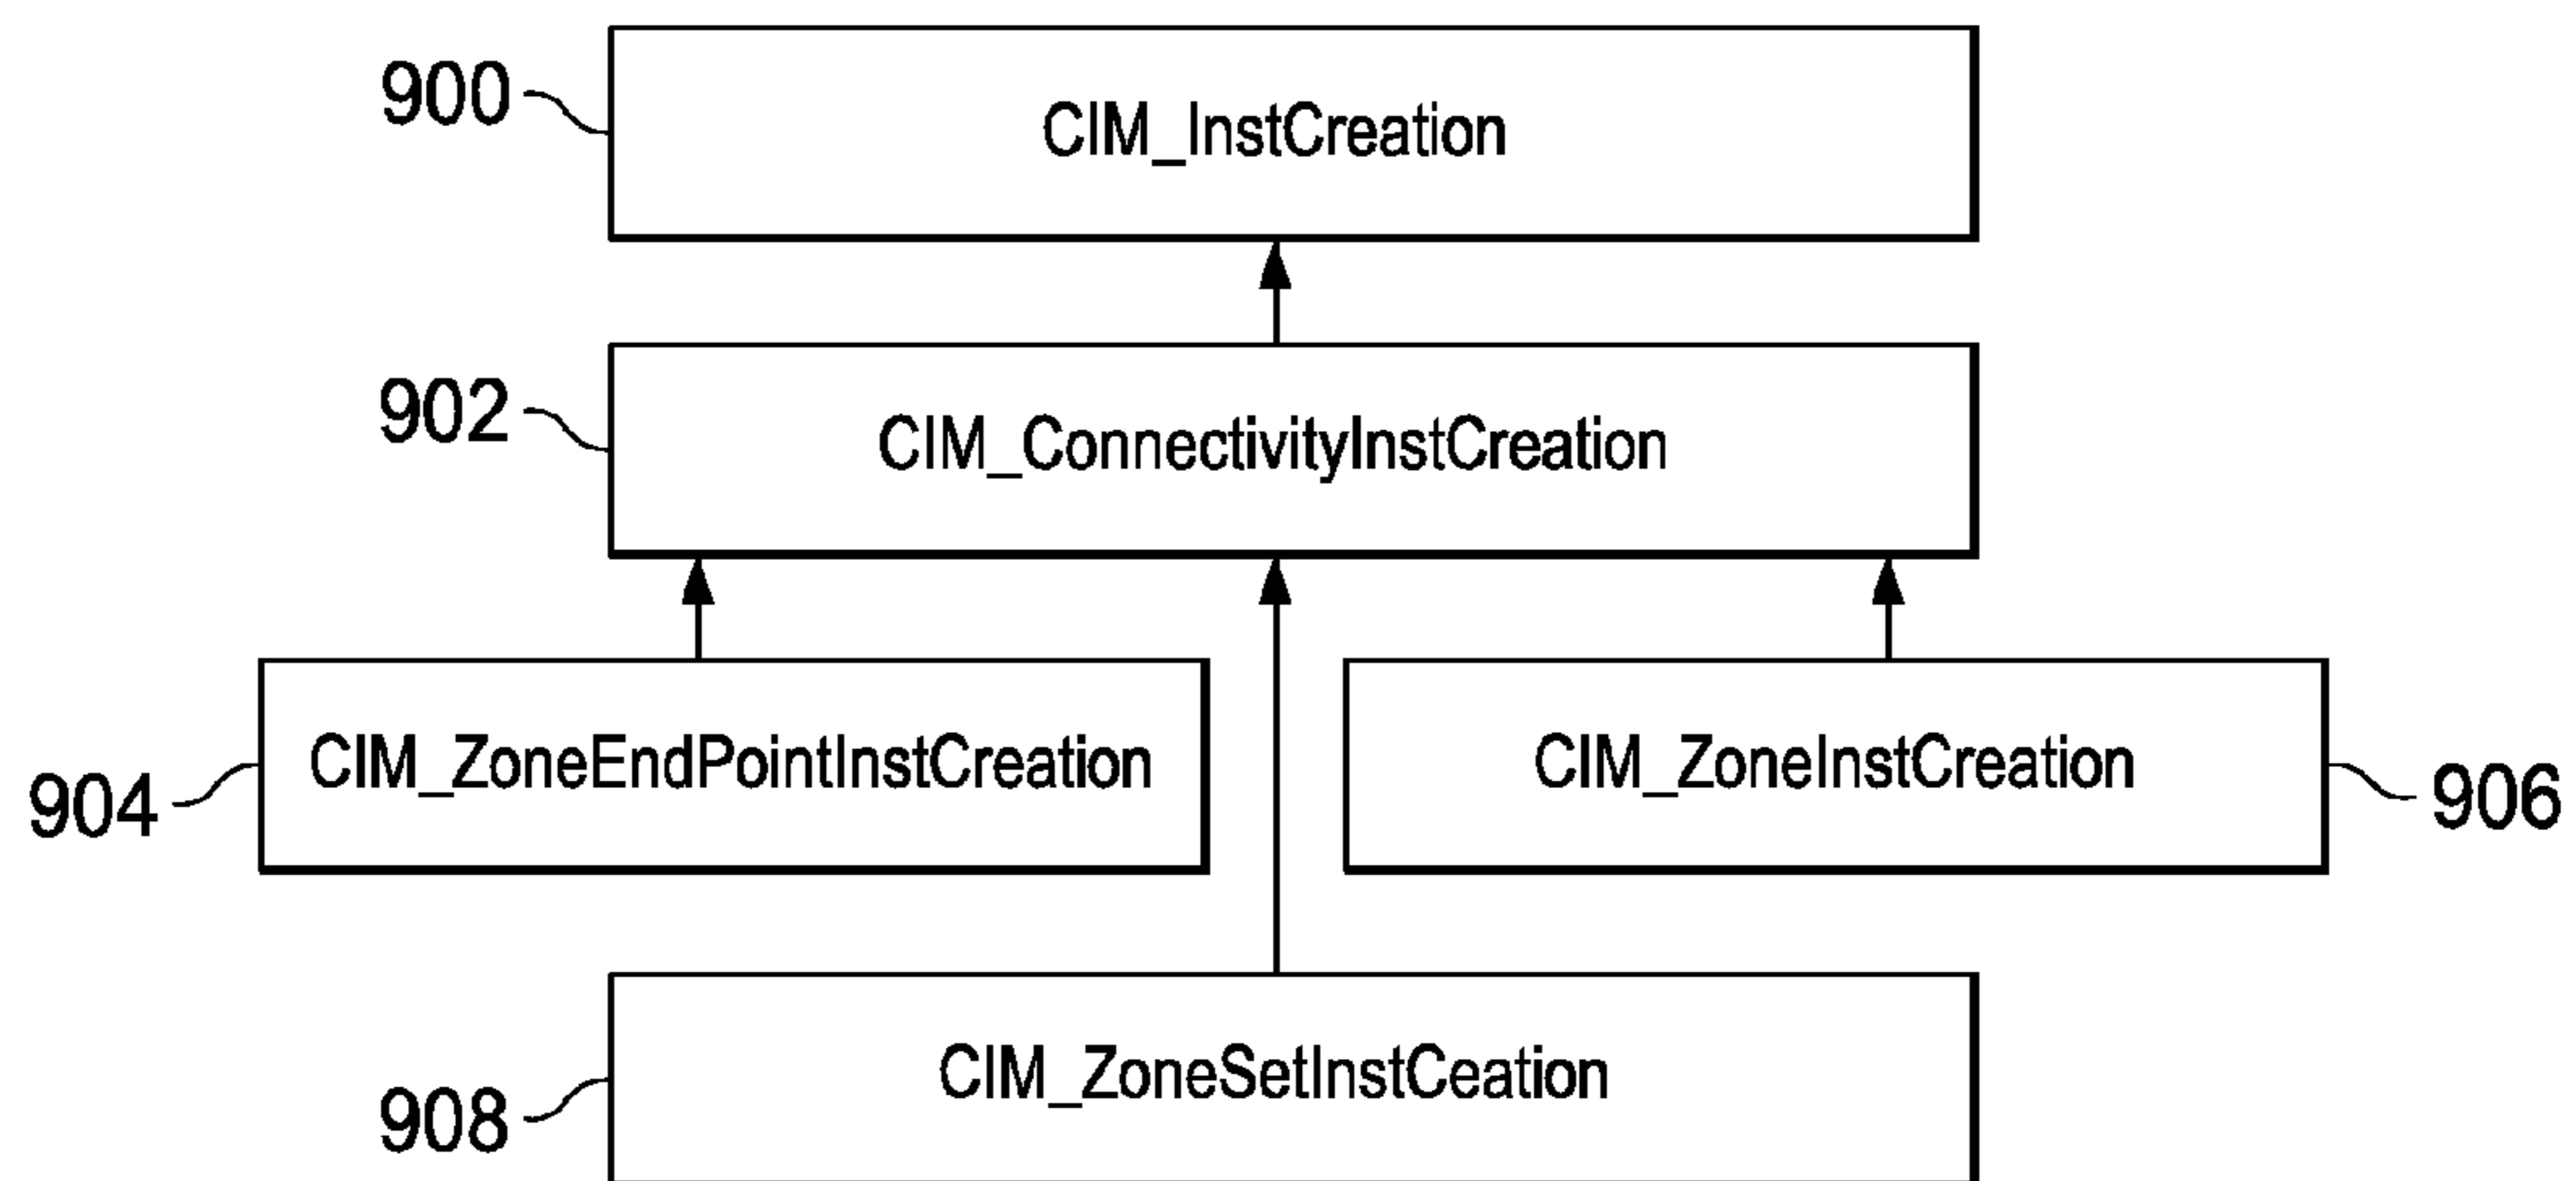 900
CIM_InstCreation
902
CIM_ConnectivityInstCreation
904
CIM_ZoneEndPointInstCreation
CIM_ZoneInstCreation
906
908
CIM_ZoneSetInstCeation